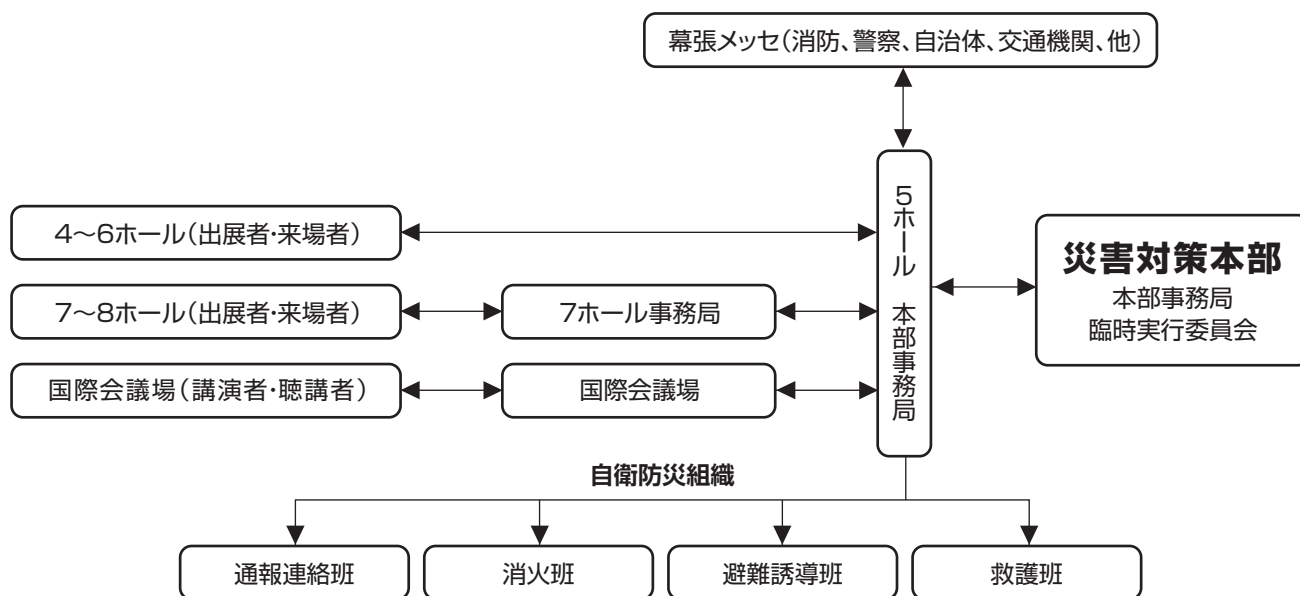 幕張メッセ(消防、警察、自治体、交通機関、他)
4〜6ホール(出展者・来場者)
7〜8ホール(出展者・来場者)
7ホール事務局
国際会議場(講演者・聴講者)
国際会議場
5ホール 本部事務局
災害対策本部
本部事務局
臨時実行委員会
自衛防災組織
通報連絡班
消火班
避難誘導班
救護班